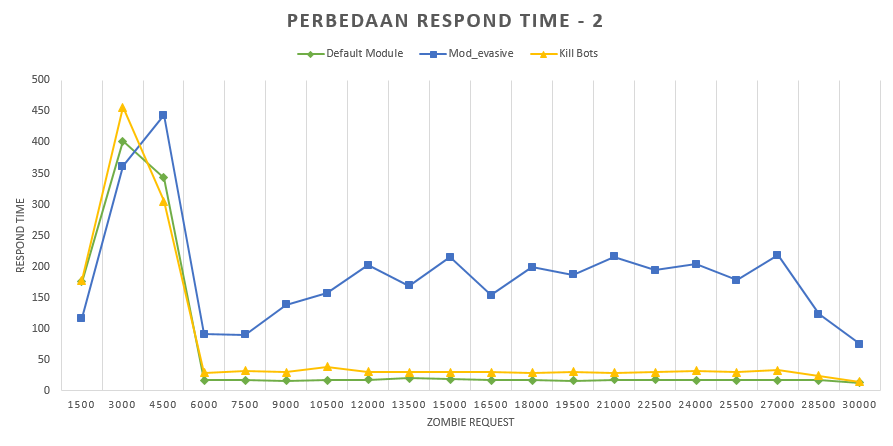 PERBEDAAN RESPOND TIME - 2
Default Module Mod_evasive Kill Bots
500
450
400
350
300
250
200
150
100
50
0
RESPOND TIME
1500 3000 4500 6000 7500 9000 10500 12000 13500 15000 16500 18000 19500 21000 22500 24000 25500 27000 28500 30000
ZOMBIE REQUEST